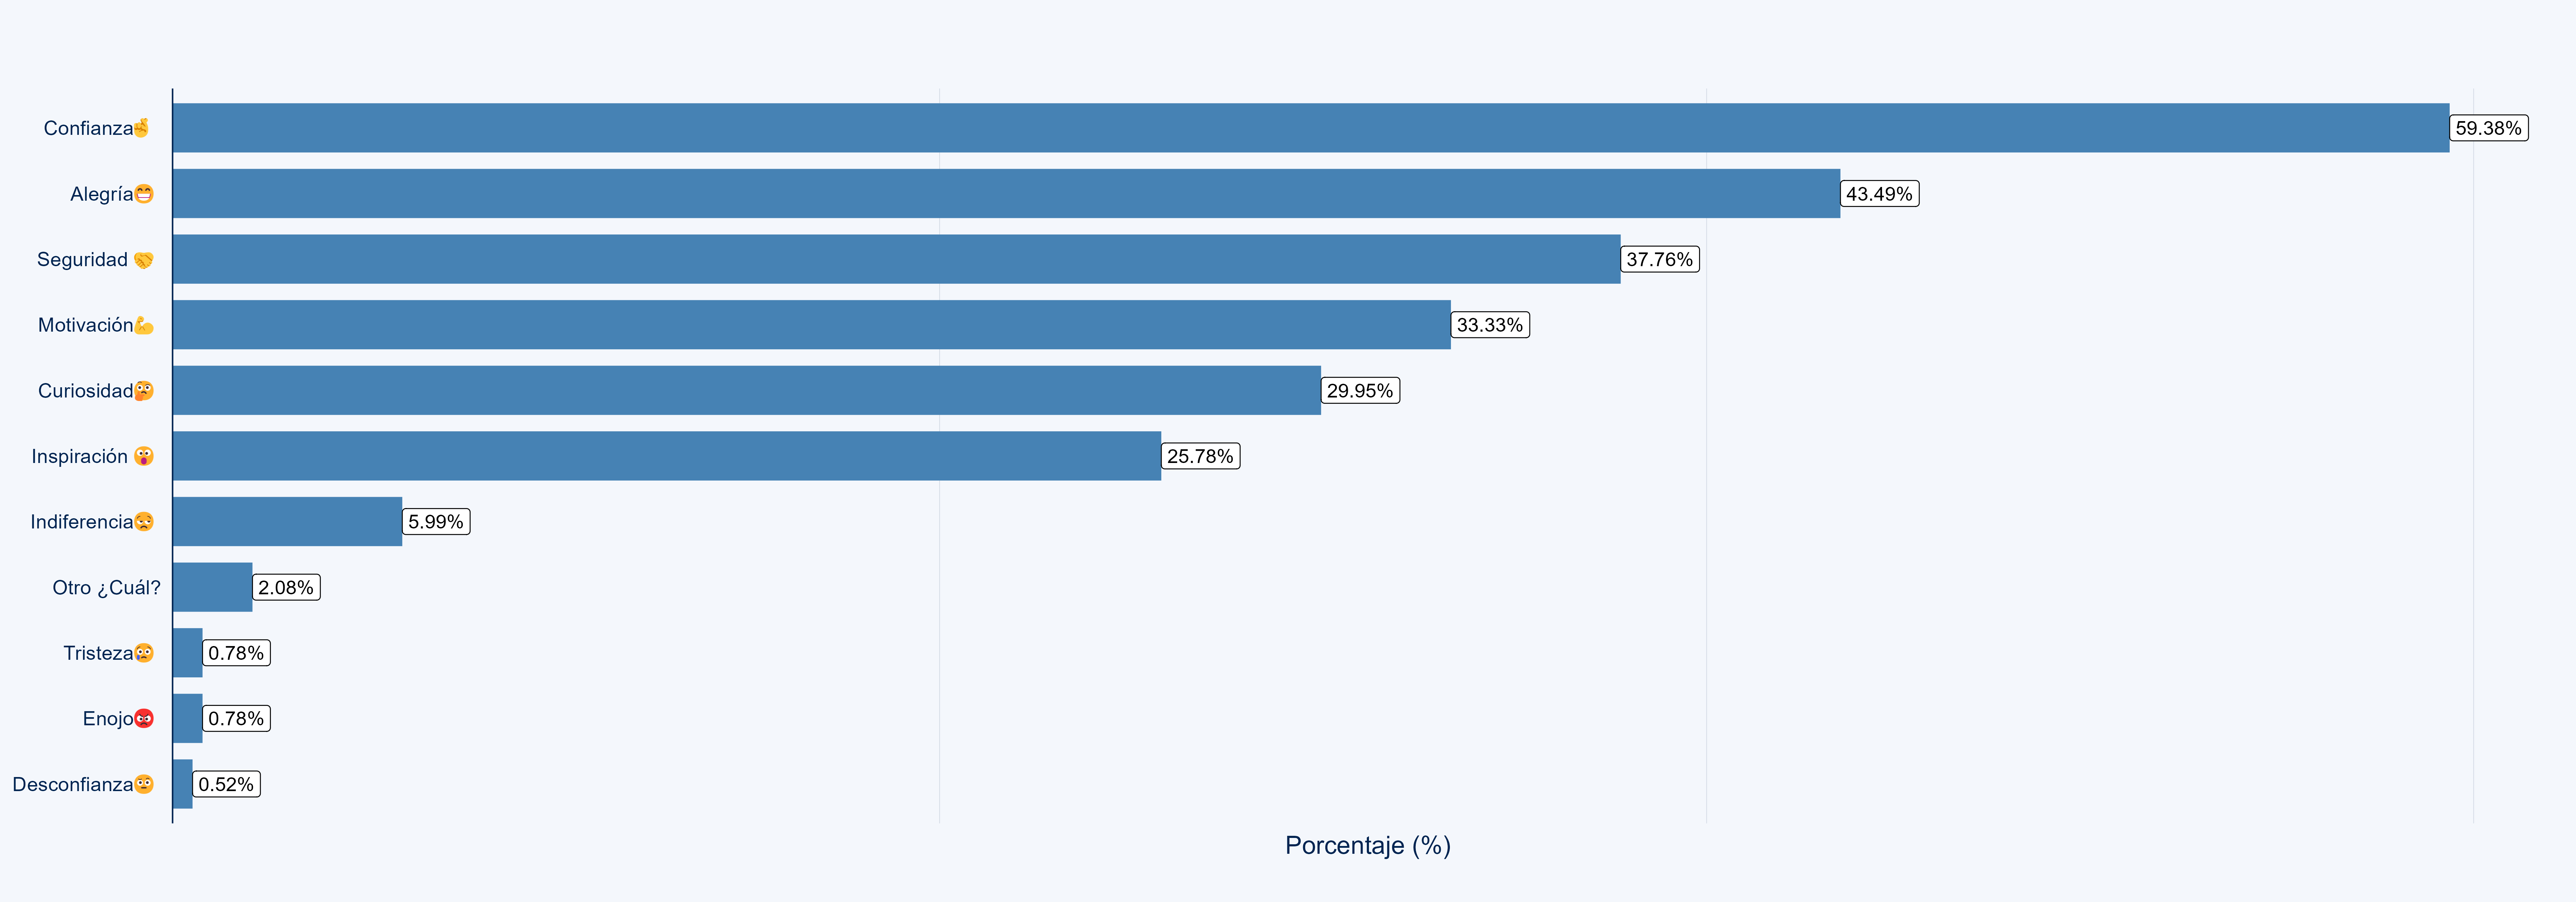 Confianza🤞 59.38%
Alegría😁 43.49%
Seguridad 🤝 37.76%
Motivación💪 33.33%
Curiosidad🤔 29.95%
Inspiración 😮 25.78%
Indiferencia😒 5.99%
Otro ¿Cuál? 2.08%
Tristeza😢 0.78%
Enojo😡 0.78%
Desconfianza😳 0.52%
Porcentaje (%)